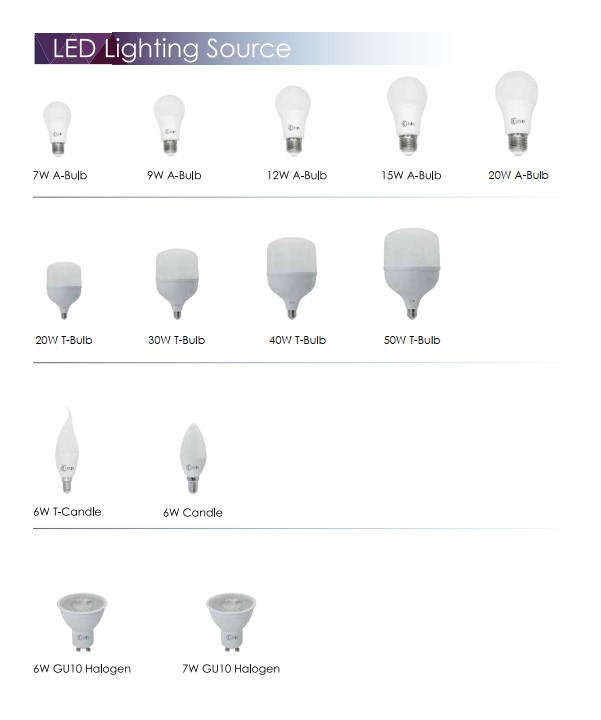 LED Lighting Source
7W A-Bulb
9W A-Bulb
12W A-Bulb
15W A-Bulb
20W A-Bulb
20W T-Bulb
30W T-Bulb
40W T-Bulb
50W T-Bulb
6W T-Candle
6W Candle
6W GU10 Halogen
7W GU10 Halogen